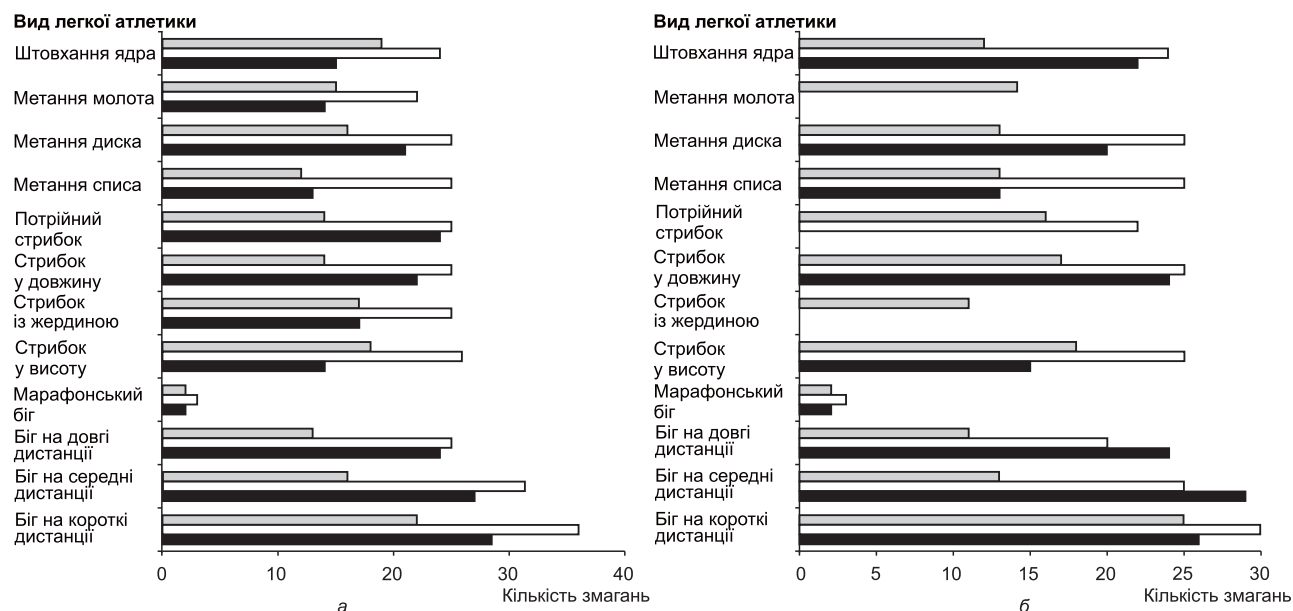 Вид легкої атлетики
Штовхання ядра
Метання молота
Метання диска
Метання списа
Потрійний
стрибок
Стрибок
у довжину
Стрибок
із жердиною
Стрибок
у висоту
Марафонський
біг
Біг на довгі
дистанції
Біг на середні
дистанції
Біг на короткі
дистанції
0 10 20 30 40
Кількість змагань
а
Вид легкої атлетики
Штовхання ядра
Метання молота
Метання диска
Метання списа
Потрійний
стрибок
Стрибок
у довжину
Стрибок
із жердиною
Стрибок
у висоту
Марафонський
біг
Біг на довгі
дистанції
Біг на середні
дистанції
Біг на короткі
дистанції
0 5 10 15 20 25 30
Кількість змагань
б